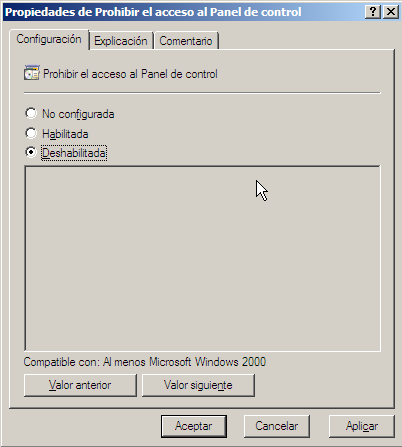 Propiedades de Prohibir el acceso al Panel de control
Configuración Explicación Comentario
Prohibir el acceso al Panel de control
No configurada
Habilitada
Deshabilitada
Compatible con: Al menos Microsoft Windows 2000
Valor anterior Valor siguiente
Aceptar Cancelar Aplicar